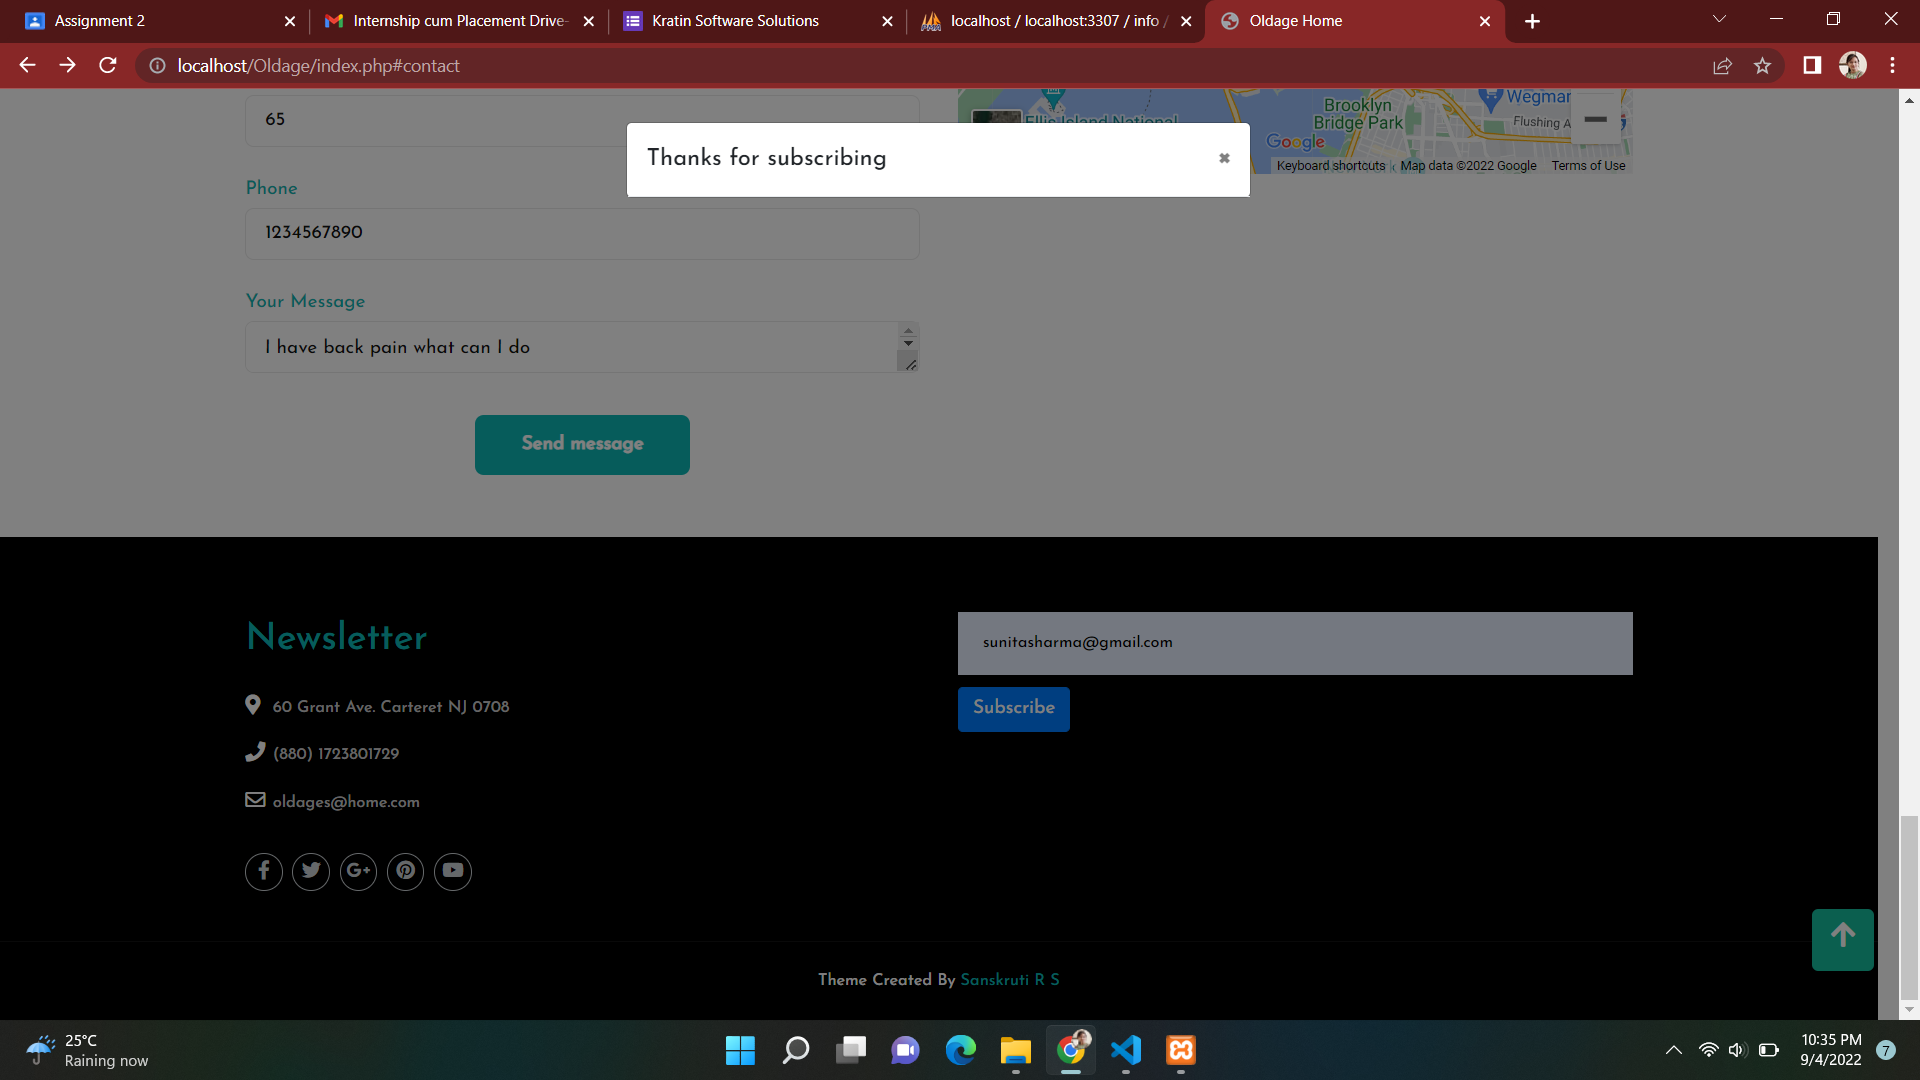 Assignment 2
Internship cum Placement Drive-
Kratin Software Solutions
localhost / localhost:3307 / info /
Oldage Home
localhost/Oldage/index.php#contact
65
Ellis Island National
Brooklyn
Bridge Park
Wegmar
Flushing A
Google
Keyboard shortcuts
Map data ©2022 Google
Terms of Use
Thanks for subscribing
Phone
1234567890
Your Message
I have back pain what can I do
Send message
Newsletter
60 Grant Ave. Carteret NJ 0708
(880) 1723801729
oldages@home.com
sunitasharma@gmail.com
Subscribe
Theme Created By Sanskruti R S
25°C
Raining now
10:35 PM
9/4/2022
7